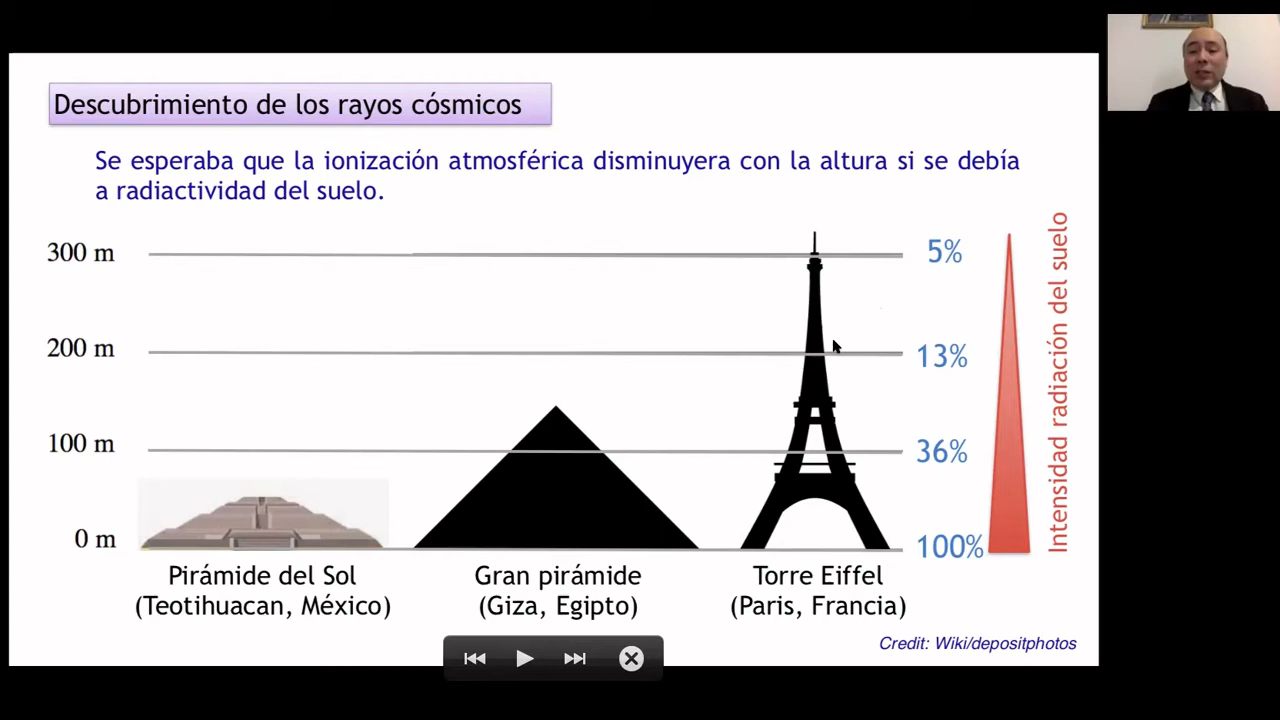 Descubrimiento de los rayos cósmicos
Se esperaba que la ionización atmosférica disminuyera con la altura si se debía
a radiactividad del suelo.
300 m
5%
200 m
13%
100 m
36%
0 m
100%
Intensidad radiación del suelo
Pirámide del Sol
(Teotihuacan, México)
Gran pirámide
(Giza, Egipto)
Torre Eiffel
(Paris, Francia)
Credit: Wiki/depositphotos